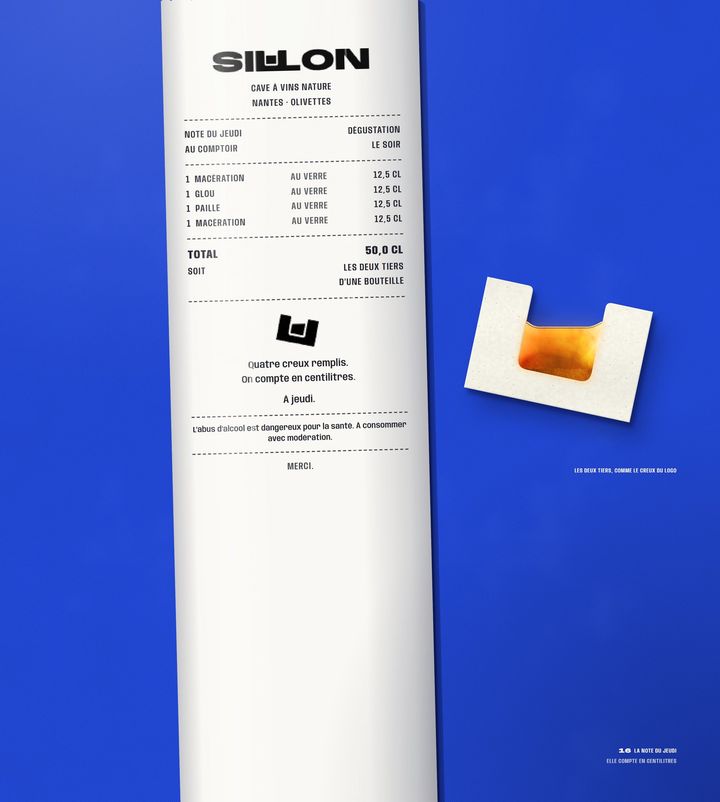 SILLON
CAVE À VINS NATURE
NANTES · OLIVETTES
NOTE DU JEUDI DÉGUSTATION
AU COMPTOIR LE SOIR
1 MACÉRATION AU VERRE 12,5 CL
1 GLOU AU VERRE 12,5 CL
1 PAILLE AU VERRE 12,5 CL
1 MACÉRATION AU VERRE 12,5 CL
TOTAL 50,0 CL
SOIT LES DEUX TIERS
D'UNE BOUTEILLE
Quatre creux remplis.
On compte en centilitres.
À jeudi.
L'abus d'alcool est dangereux pour la santé. À consommer
avec modération.
MERCI.
LES DEUX TIERS, COMME LE CREUX DU LOGO
16 LA NOTE DU JEUDI
ELLE COMPTE EN CENTILITRES